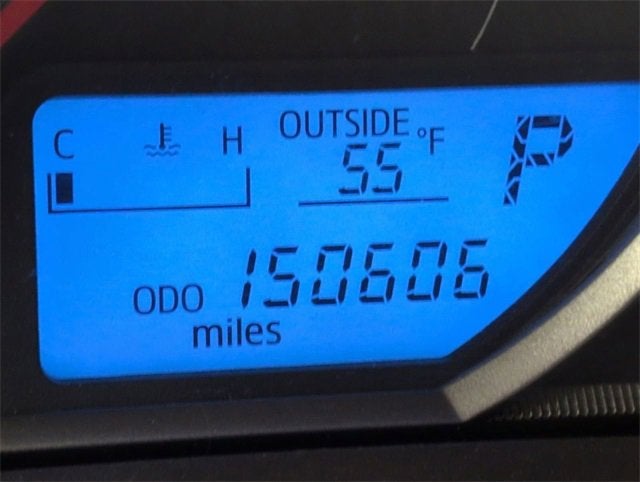 C H OUTSIDE °F
55 P
ODO 150606
miles